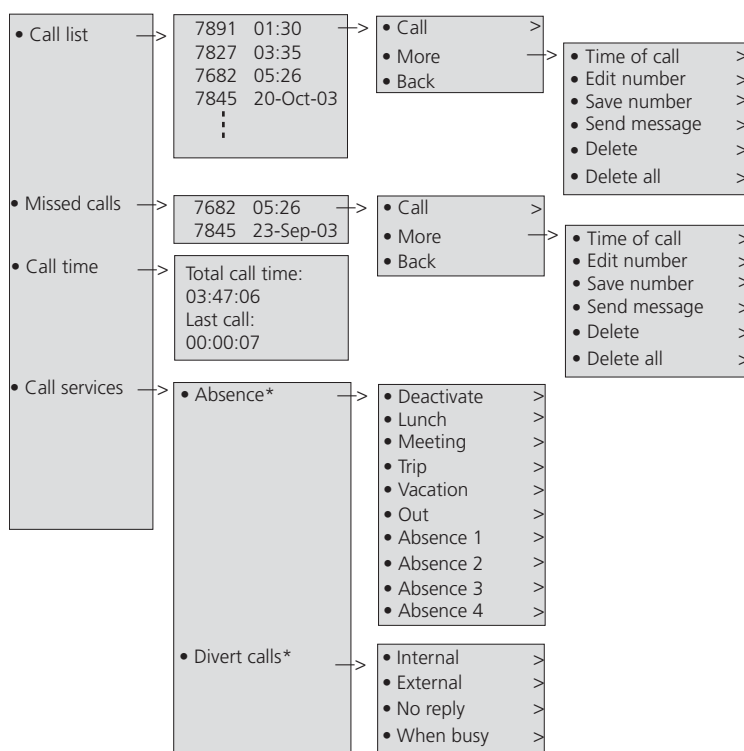 • Call list
7891 01:30
7827 03:35
7682 05:26
7845 20-Oct-03
• Call >
• More
• Back
• Time of call >
• Edit number >
• Save number >
• Send message >
• Delete >
• Delete all >
• Missed calls
7682 05:26
7845 23-Sep-03
• Call >
• More
• Back
• Time of call >
• Edit number >
• Save number >
• Send message >
• Delete >
• Delete all >
• Call time
Total call time:
03:47:06
Last call:
00:00:07
• Call services
• Absence*
• Deactivate >
• Lunch >
• Meeting >
• Trip >
• Vacation >
• Out >
• Absence 1 >
• Absence 2 >
• Absence 3 >
• Absence 4 >
• Divert calls*
• Internal >
• External >
• No reply >
• When busy >